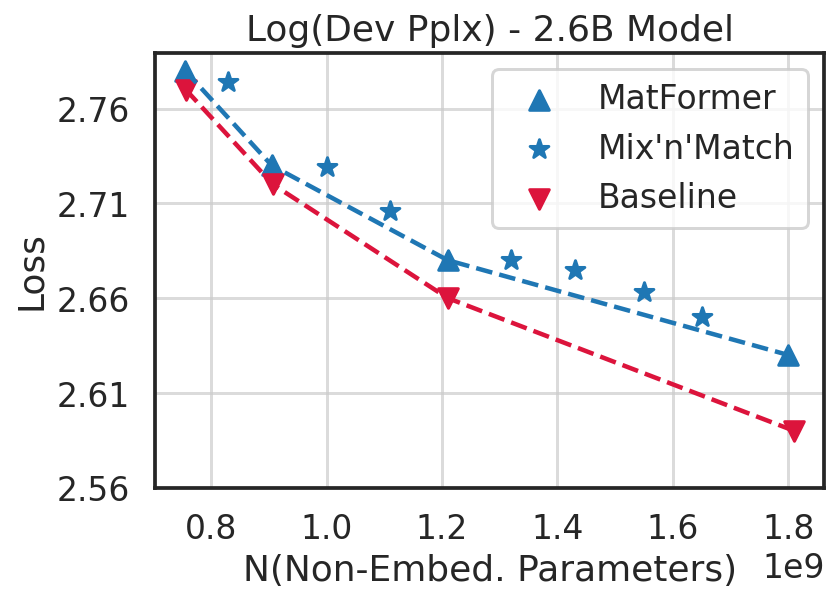 Log(Dev Pplx) - 2.6B Model
MatFormer
Mix'n'Match
Baseline
Loss
2.76
2.71
2.66
2.61
2.56
0.8 1.0 1.2 1.4 1.6 1.8
1e9
N(Non-Embed. Parameters)